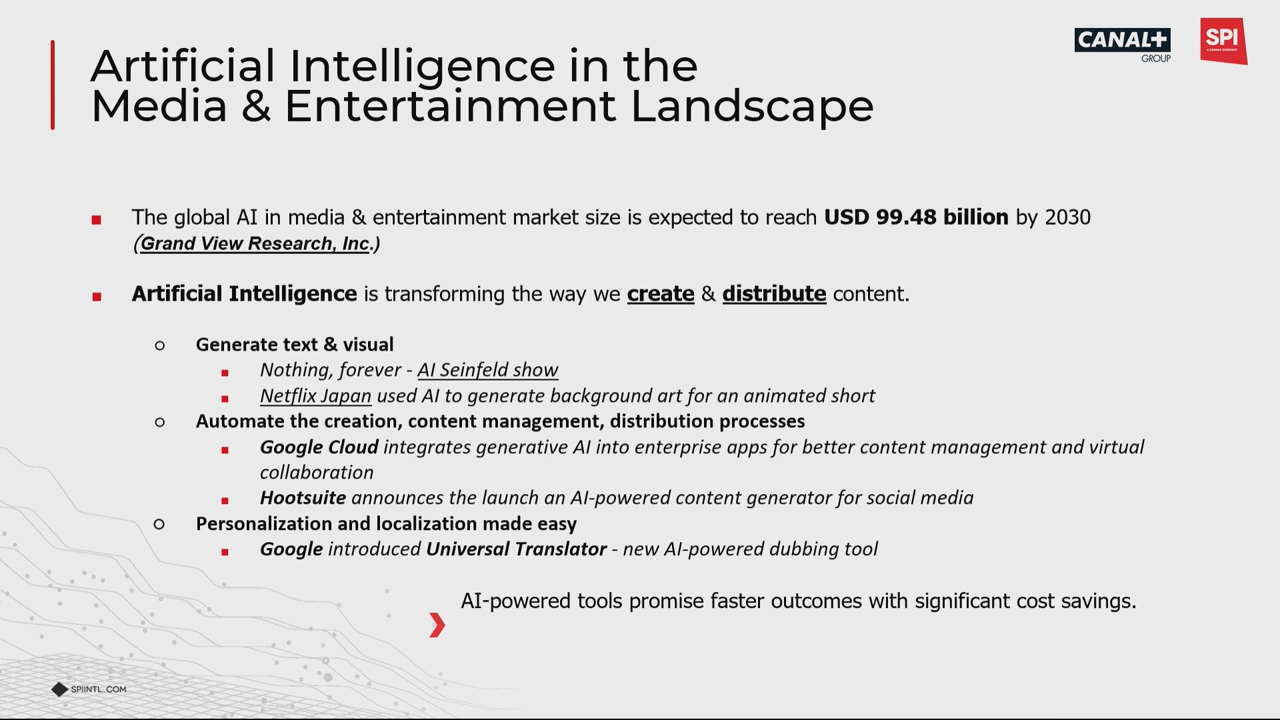 Artificial Intelligence in the
Media & Entertainment Landscape
CANAL+
GROUP
SPI
A CANAL+ COMPANY
The global AI in media & entertainment market size is expected to reach USD 99.48 billion by 2030
(Grand View Research, Inc.)
Artificial Intelligence is transforming the way we create & distribute content.
Generate text & visual
Nothing, forever - AI Seinfeld show
Netflix Japan used AI to generate background art for an animated short
Automate the creation, content management, distribution processes
Google Cloud integrates generative AI into enterprise apps for better content management and virtual
collaboration
Hootsuite announces the launch an AI-powered content generator for social media
Personalization and localization made easy
Google introduced Universal Translator - new AI-powered dubbing tool
AI-powered tools promise faster outcomes with significant cost savings.
SPIINTL.COM